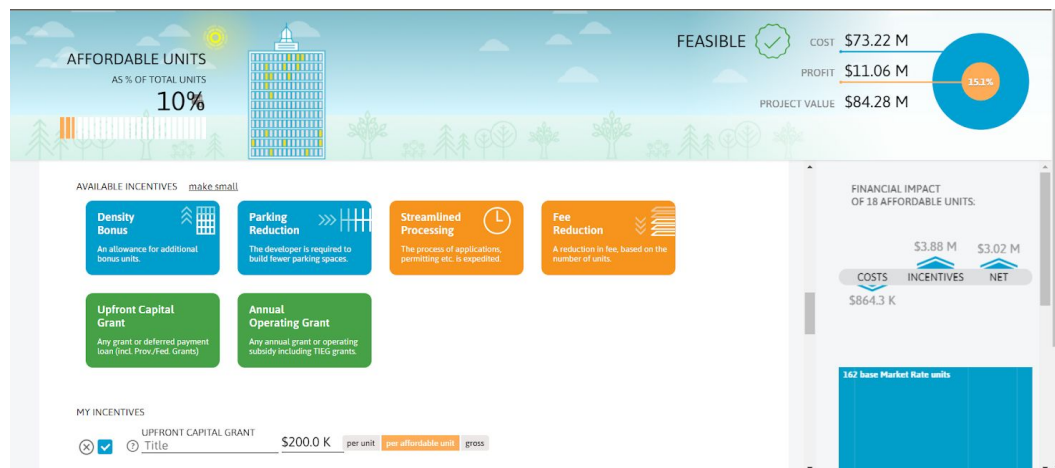 AFFORDABLE UNITS
AS % OF TOTAL UNITS
10%
FEASIBLE
COST $73.22 M
PROFIT $11.06 M
PROJECT VALUE $84.28 M
15.1%
AVAILABLE INCENTIVES make small
Density
Bonus
An allowance for additional
bonus units.
Parking
Reduction
The developer is required to
build fewer parking spaces.
Streamlined
Processing
The process of applications,
permitting etc. is expedited.
Fee
Reduction
A reduction in fee, based on the
number of units.
Upfront Capital
Grant
Any grant or deferred payment
loan (incl. Prov./Fed. Grants)
Annual
Operating Grant
Any annual grant or operating
subsidy including TIEG grants.
MY INCENTIVES
UPFRONT CAPITAL GRANT
Title $200.0 K per unit per affordable unit gross
FINANCIAL IMPACT
OF 18 AFFORDABLE UNITS:
$3.88 M $3.02 M
COSTS INCENTIVES NET
$864.3 K
162 base Market Rate units